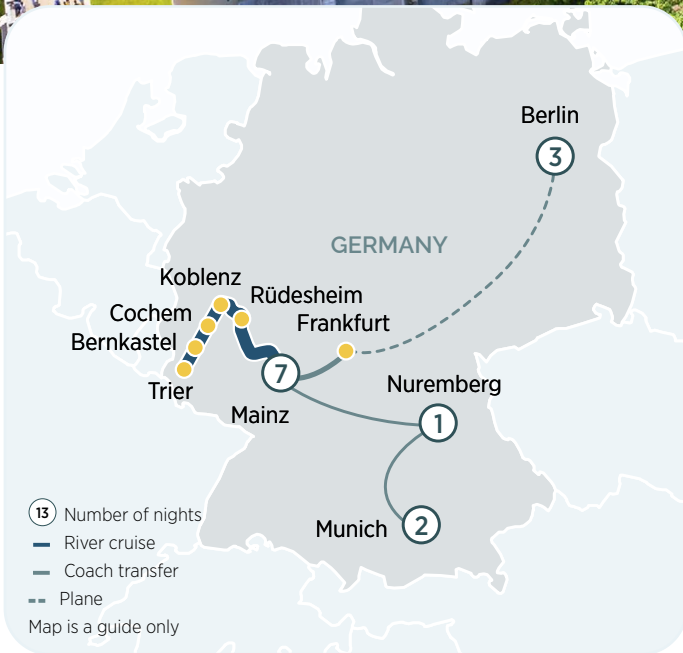 Berlin
3
GERMANY
Koblenz
Rüdesheim
Cochem
Frankfurt
Bernkastel
7
Trier
Nuremberg
Mainz
1
Munich
2
13 Number of nights
River cruise
Coach transfer
Plane
Map is a guide only